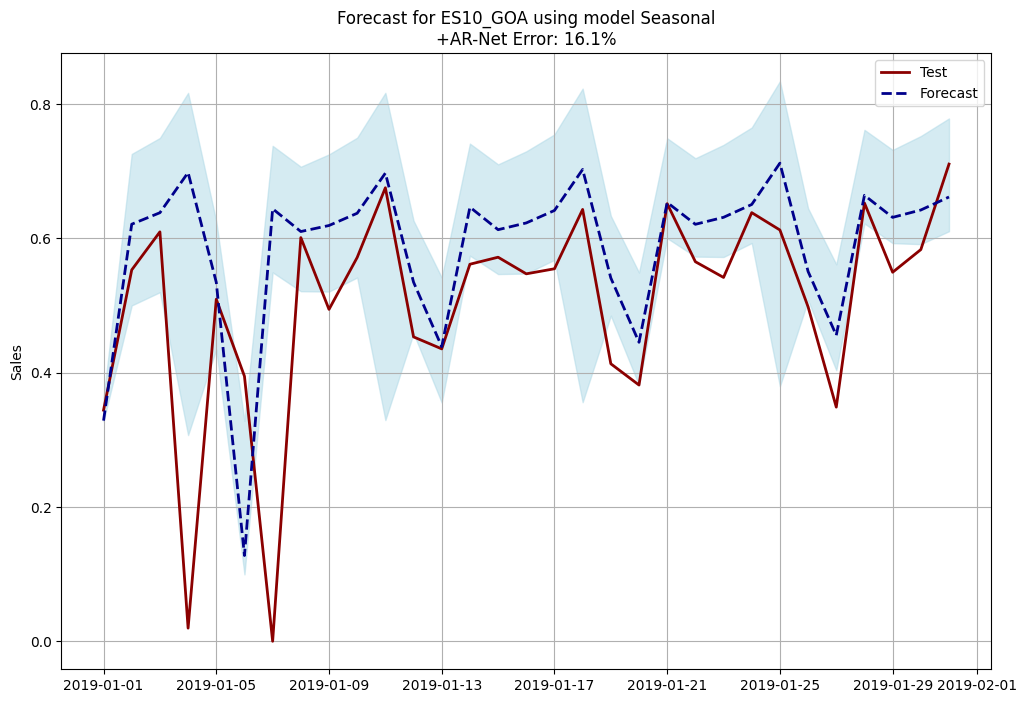 Forecast for ES10_GOA using model Seasonal
+AR-Net Error: 16.1%
Test
Forecast
Sales
0.8
0.6
0.4
0.2
0.0
2019-01-01 2019-01-05 2019-01-09 2019-01-13 2019-01-17 2019-01-21 2019-01-25 2019-01-29 2019-02-01